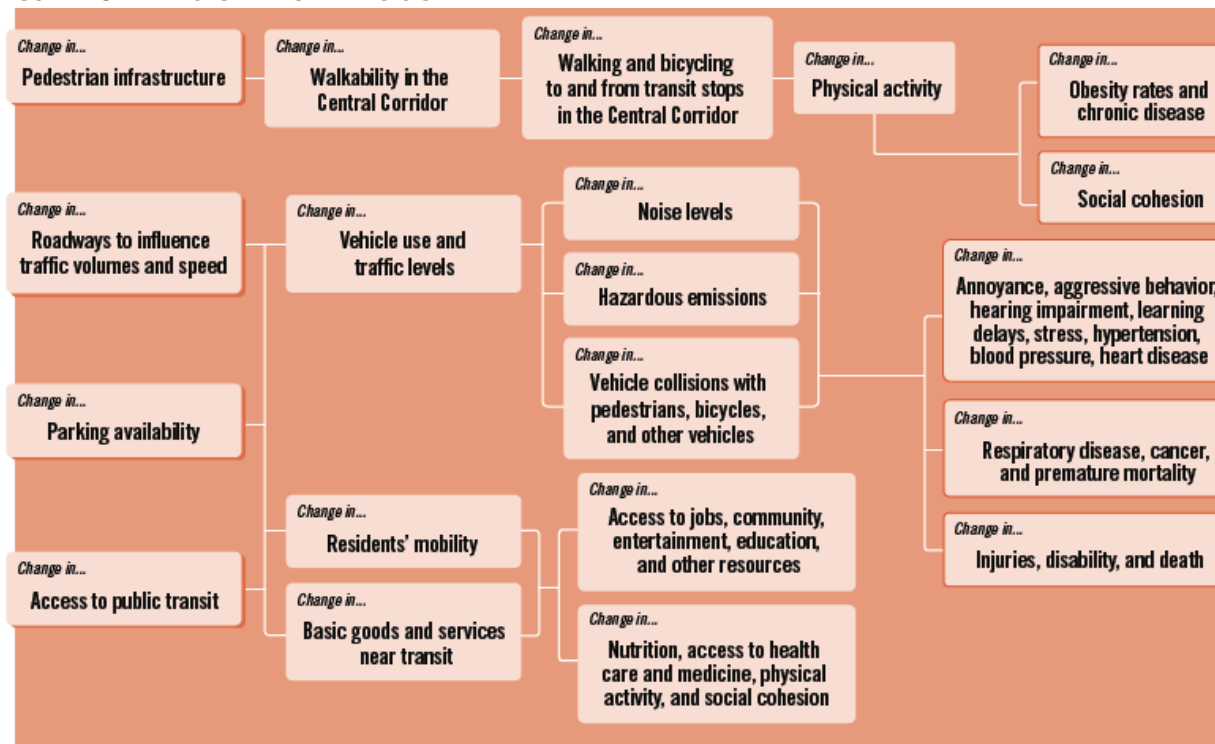 Change in...
Pedestrian infrastructure
Change in...
Walkability in the
Central Corridor
Change in...
Walking and bicycling
to and from transit stops
in the Central Corridor
Change in...
Physical activity
Change in...
Obesity rates and
chronic disease
Change in...
Social cohesion
Change in...
Roadways to influence
traffic volumes and speed
Change in...
Vehicle use and
traffic levels
Change in...
Noise levels
Change in...
Hazardous emissions
Change in...
Vehicle collisions with
pedestrians, bicycles,
and other vehicles
Change in...
Annoyance, aggressive behavior,
hearing impairment, learning
delays, stress, hypertension,
blood pressure, heart disease
Change in...
Respiratory disease, cancer,
and premature mortality
Change in...
Injuries, disability, and death
Change in...
Parking availability
Change in...
Access to public transit
Change in...
Residents’ mobility
Change in...
Basic goods and services
near transit
Change in...
Access to jobs, community,
entertainment, education,
and other resources
Change in...
Nutrition, access to health
care and medicine, physical
activity, and social cohesion